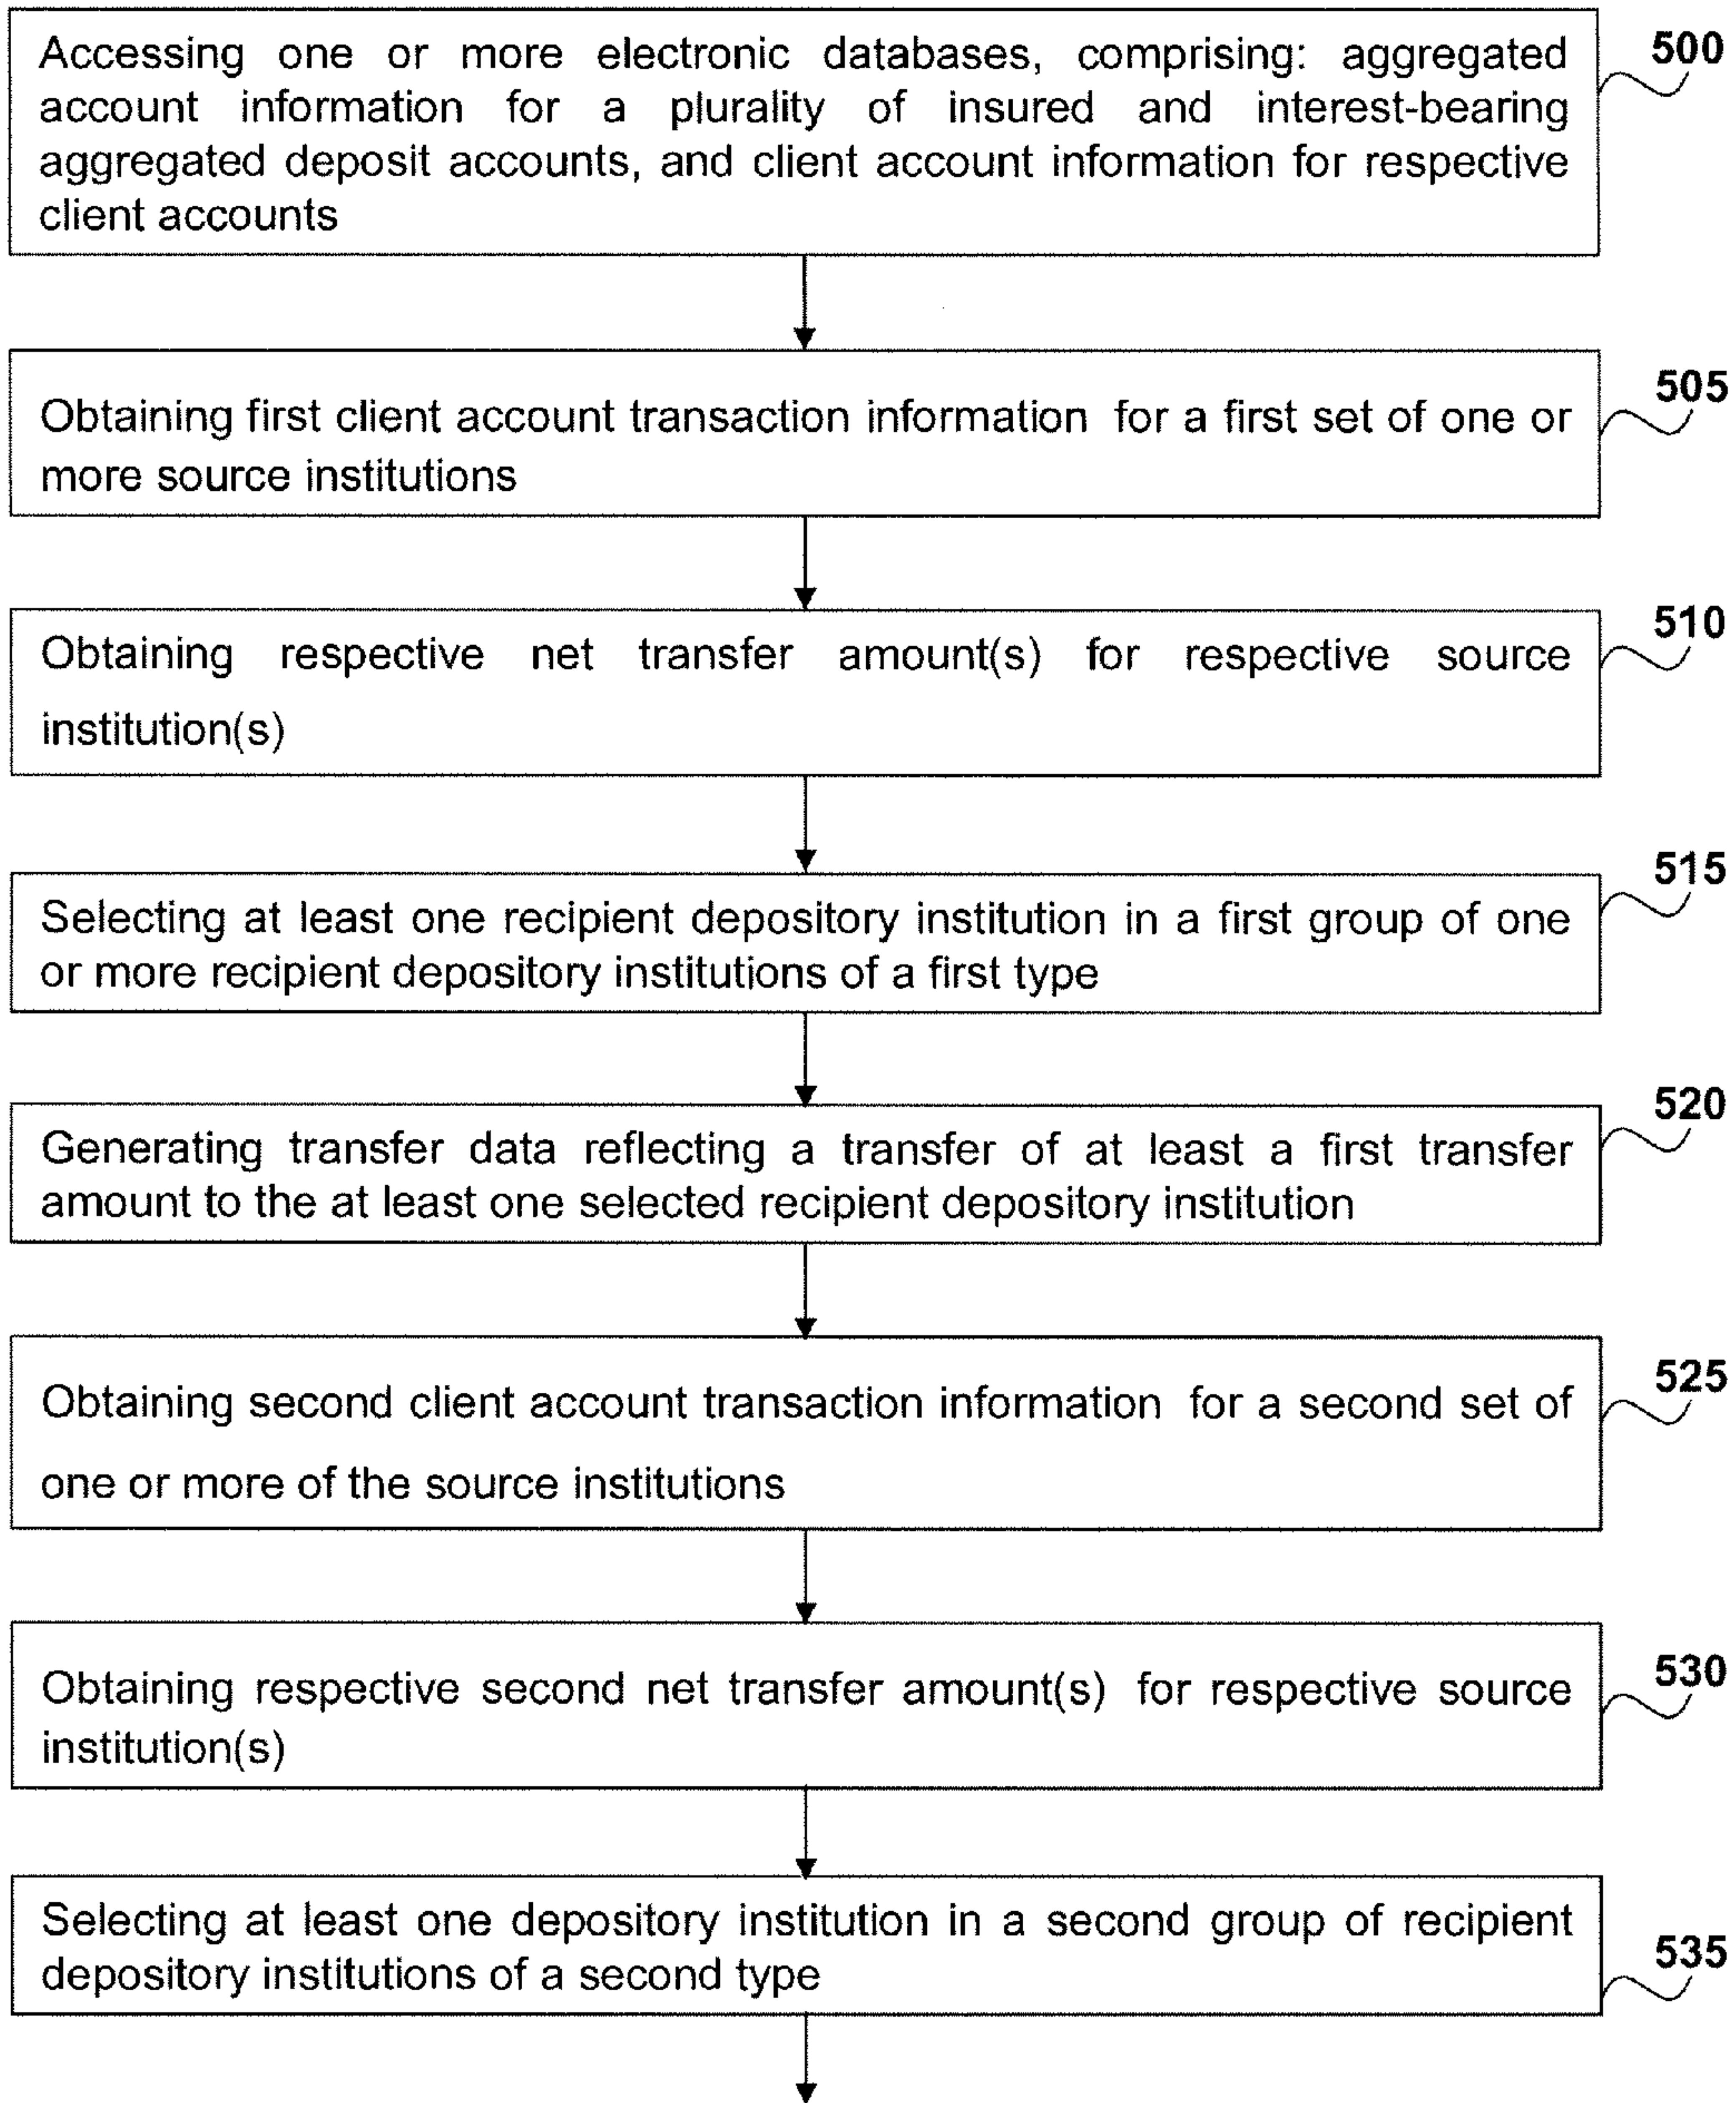 Accessing one or more electronic databases, comprising: aggregated
account information for a plurality of insured and interest-bearing
aggregated deposit accounts, and client account information for respective
client accounts
500
Obtaining first client account transaction information for a first set of one or
more source institutions
505
Obtaining respective net transfer amount(s) for respective source
institution(s)
510
Selecting at least one recipient depository institution in a first group of one
or more recipient depository institutions of a first type
515
Generating transfer data reflecting a transfer of at least a first transfer
amount to the at least one selected recipient depository institution
520
Obtaining second client account transaction information for a second set of
one or more of the source institutions
525
Obtaining respective second net transfer amount(s) for respective source
institution(s)
530
Selecting at least one depository institution in a second group of recipient
depository institutions of a second type
535